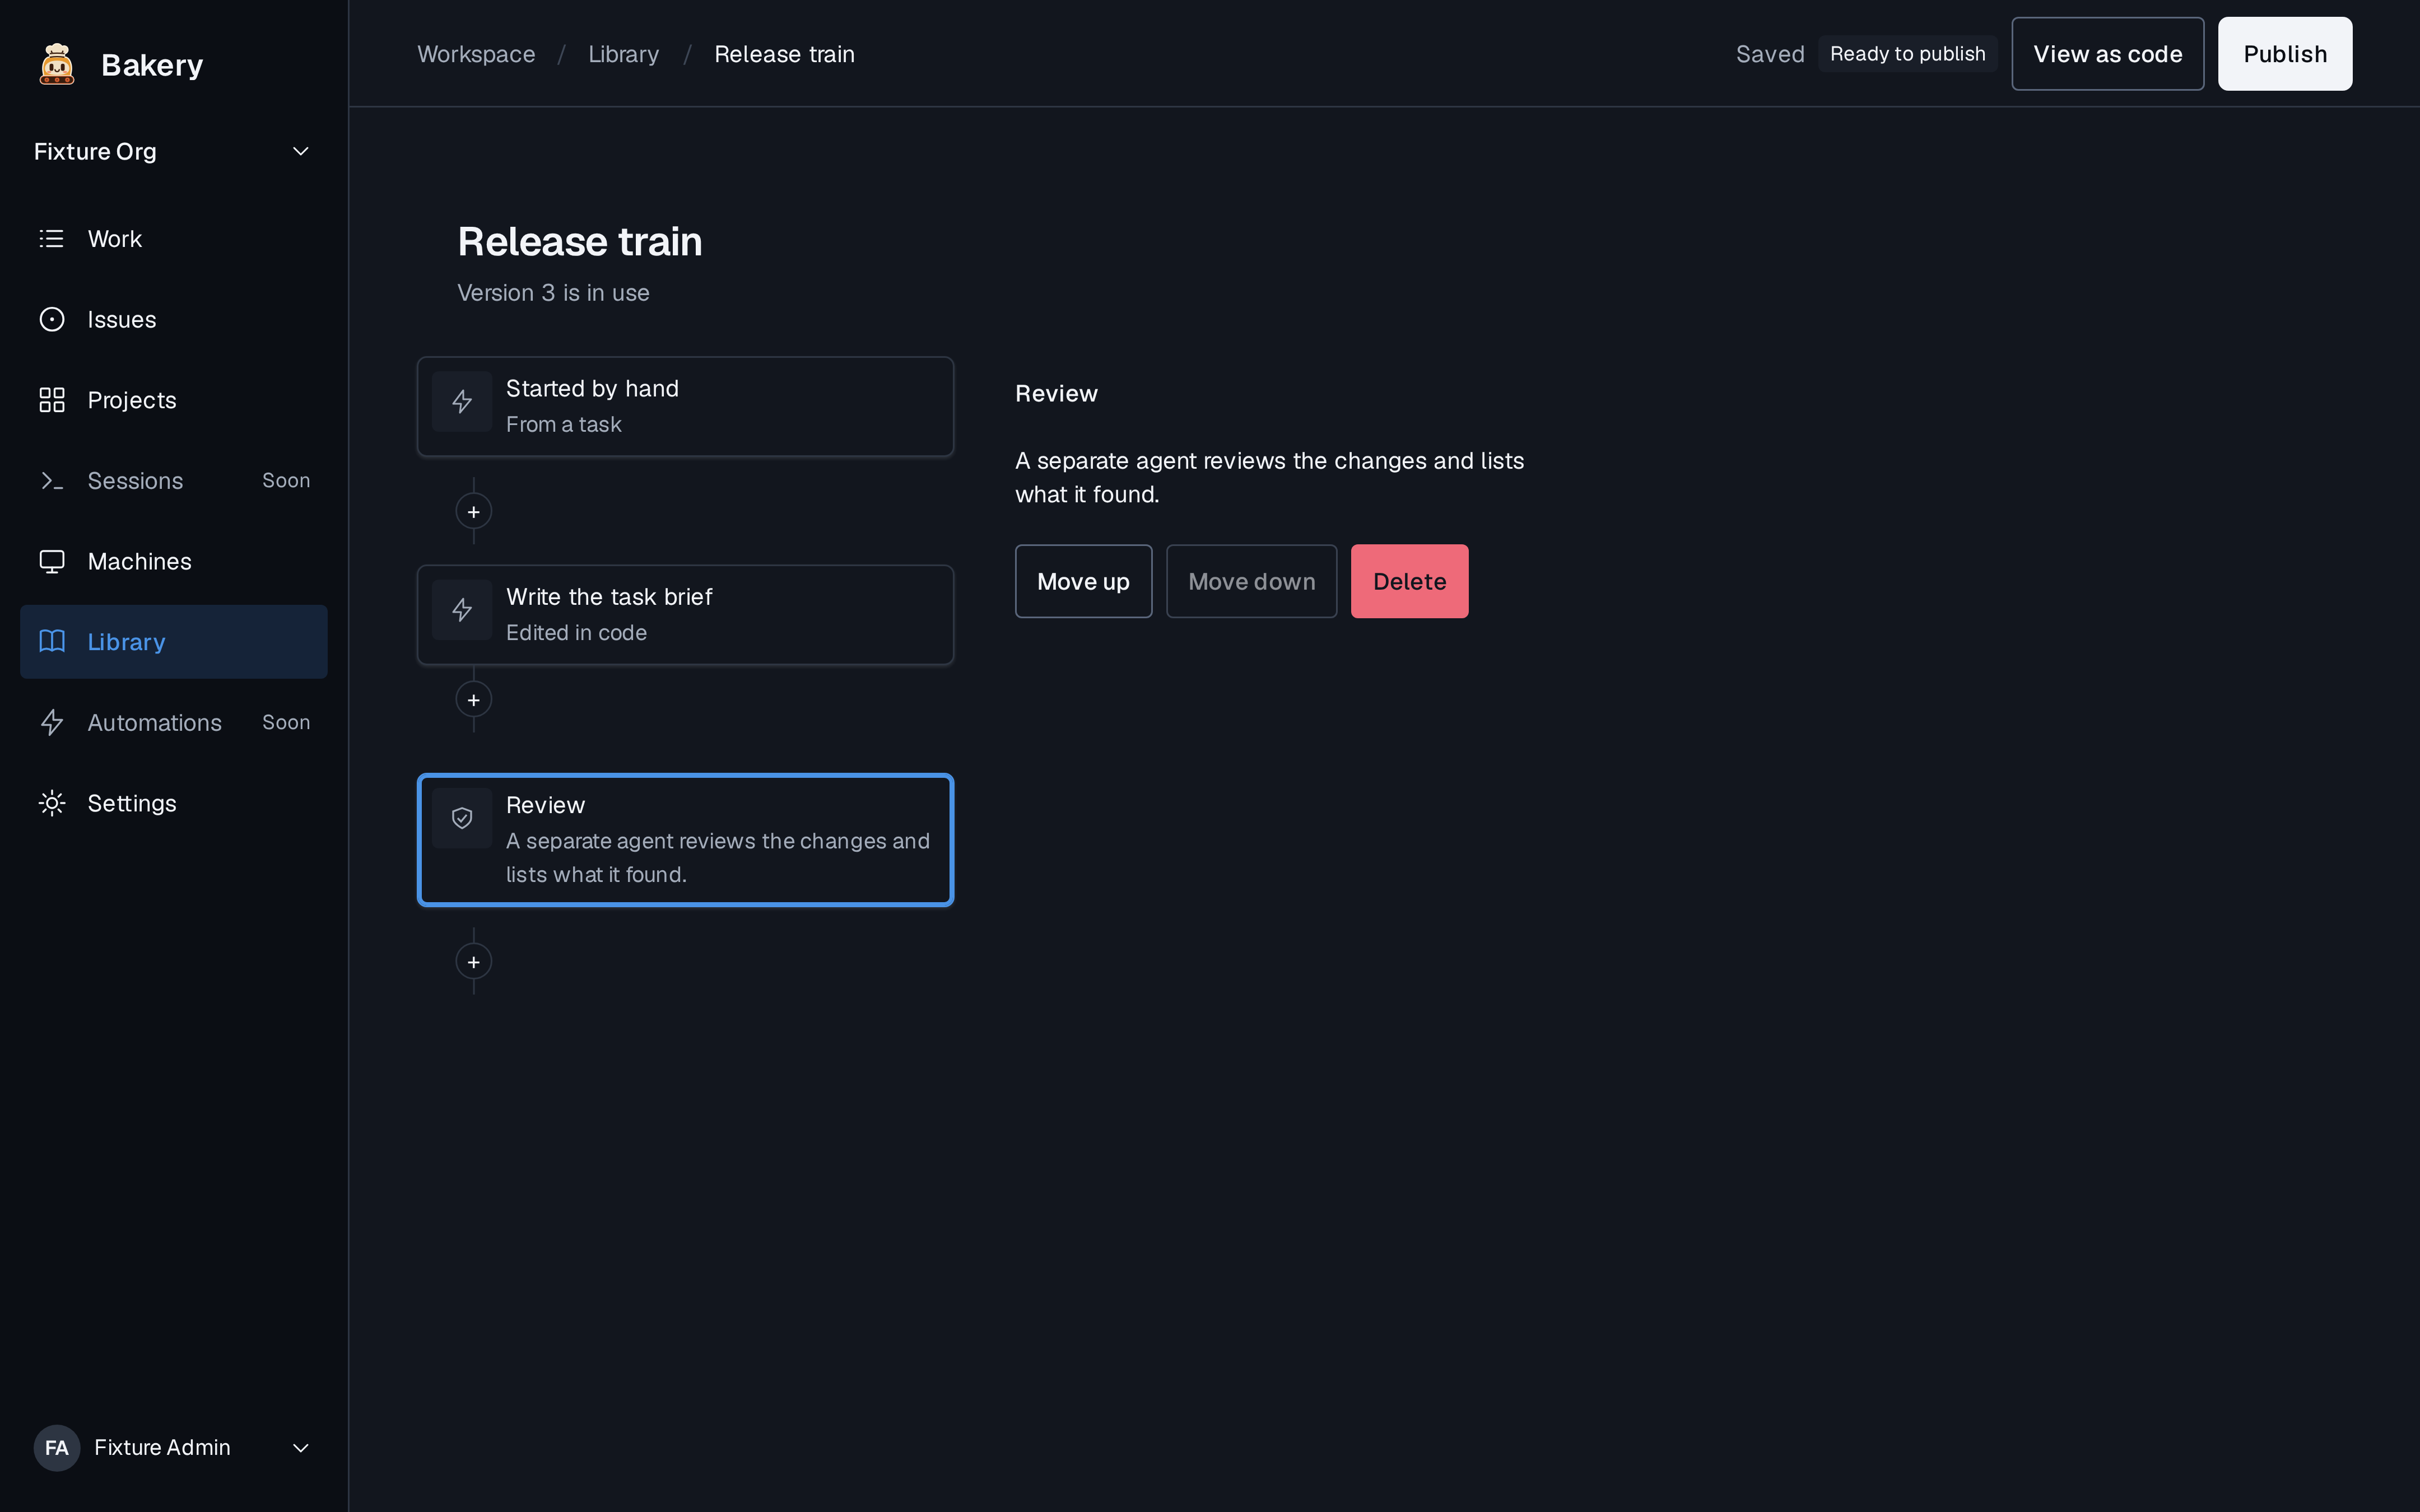 Bakery
Fixture Org
Work
Issues
Projects
Sessions Soon
Machines
Library
Automations Soon
Settings
FA Fixture Admin
Workspace / Library / Release train
Saved Ready to publish View as code Publish
Release train
Version 3 is in use
Started by hand
From a task
+
Write the task brief
Edited in code
+
Review
A separate agent reviews the changes and
lists what it found.
+
Review
A separate agent reviews the changes and lists
what it found.
Move up Move down Delete